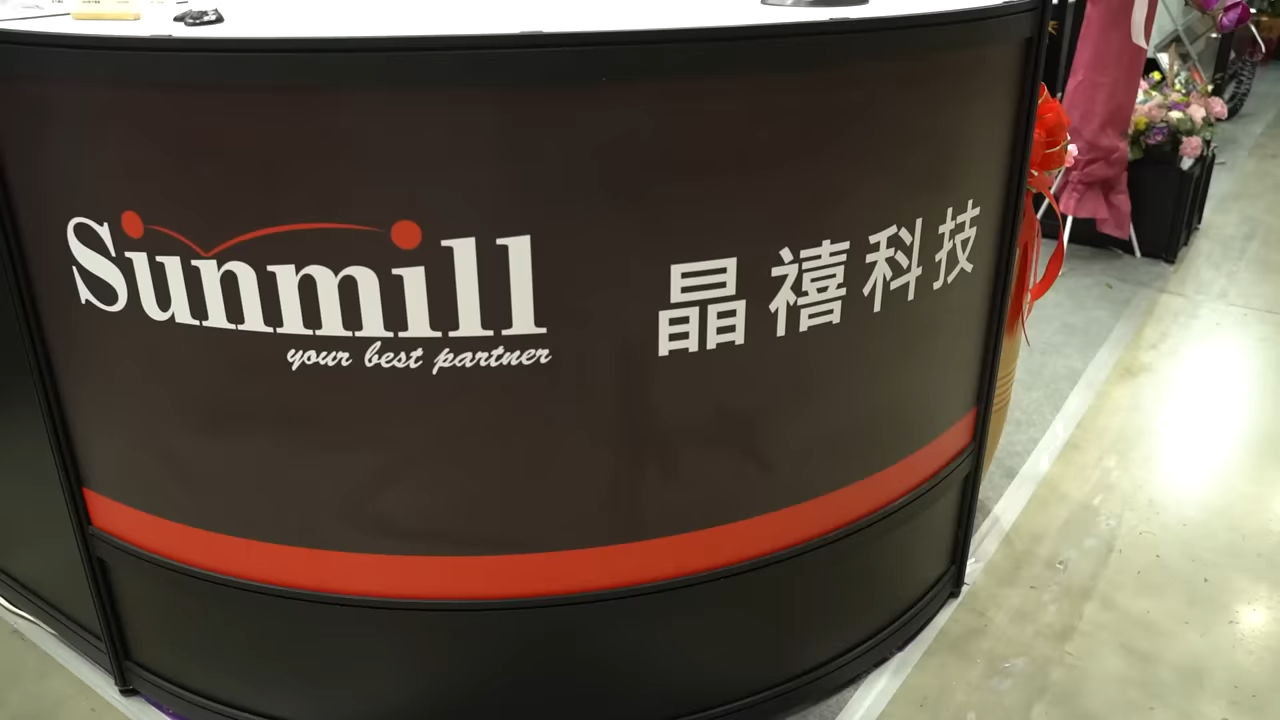 Sunmill
your best partner
晶禧科技